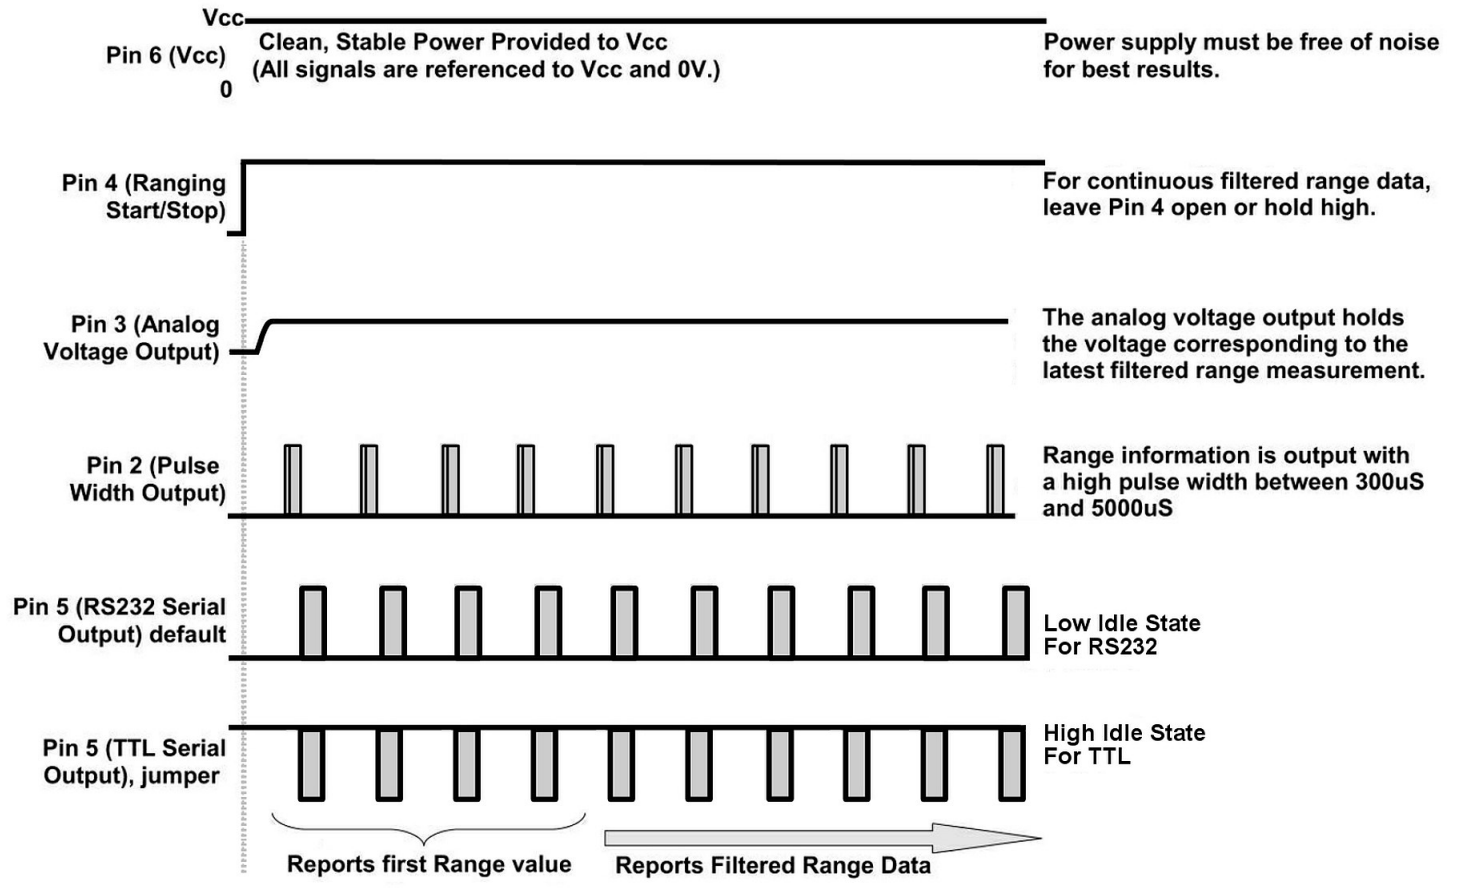 Vcc
Pin 6 (Vcc)
0
Clean, Stable Power Provided to Vcc
(All signals are referenced to Vcc and 0V.)
Power supply must be free of noise
for best results.
Pin 4 (Ranging
Start/Stop)
For continuous filtered range data,
leave Pin 4 open or hold high.
Pin 3 (Analog
Voltage Output)
The analog voltage output holds
the voltage corresponding to the
latest filtered range measurement.
Pin 2 (Pulse
Width Output)
Range information is output with
a high pulse width between 300uS
and 5000uS
Pin 5 (RS232 Serial
Output) default
Low Idle State
For RS232
Pin 5 (TTL Serial
Output), jumper
High Idle State
For TTL
Reports first Range value
Reports Filtered Range Data